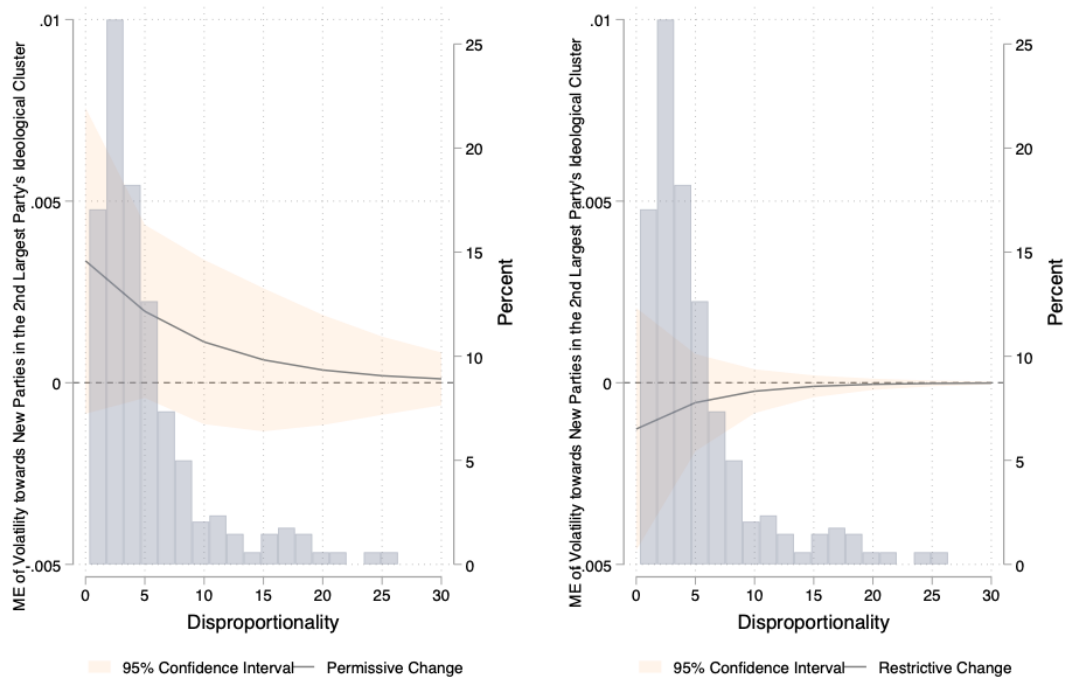 ME of Volatility towards New Parties in the 2nd Largest Party's Ideological Cluster
.01
.005
0
-.005
25
20
15
10
5
0
Percent
0 5 10 15 20 25 30
Disproportionality
95% Confidence Interval Permissive Change
ME of Volatility towards New Parties in the 2nd Largest Party's Ideological Cluster
.01
.005
0
-.005
25
20
15
10
5
0
Percent
0 5 10 15 20 25 30
Disproportionality
95% Confidence Interval Restrictive Change